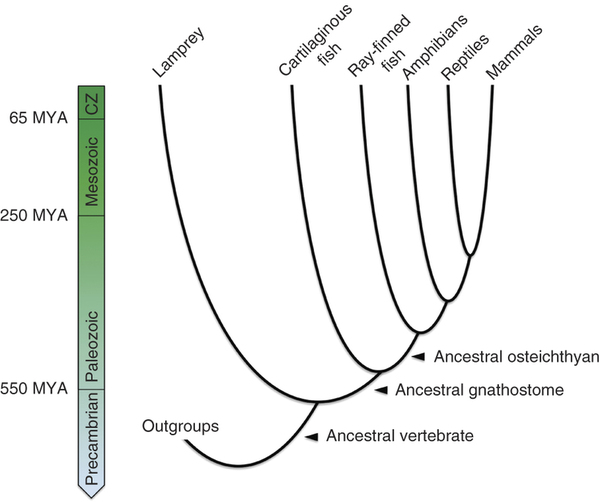 Lamprey
Cartilaginous
fish
Ray-finned
fish
Amphibians
Reptiles
Mammals
CZ
65 MYA
Mesozoic
250 MYA
Paleozoic
Ancestral osteichthyan
550 MYA
Ancestral gnathostome
Precambrian
Outgroups
Ancestral vertebrate